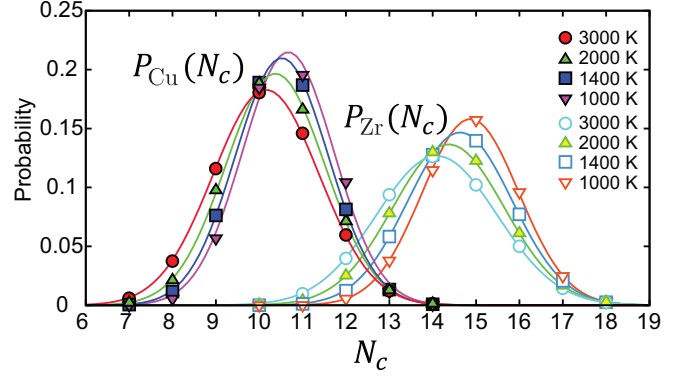 0.25
0.2
0.15
0.1
0.05
0
Probability
P_Cu(N_c)
P_Zr(N_c)
3000 K
2000 K
1400 K
1000 K
3000 K
2000 K
1400 K
1000 K
6 7 8 9 10 11 12 13 14 15 16 17 18 19
N_c